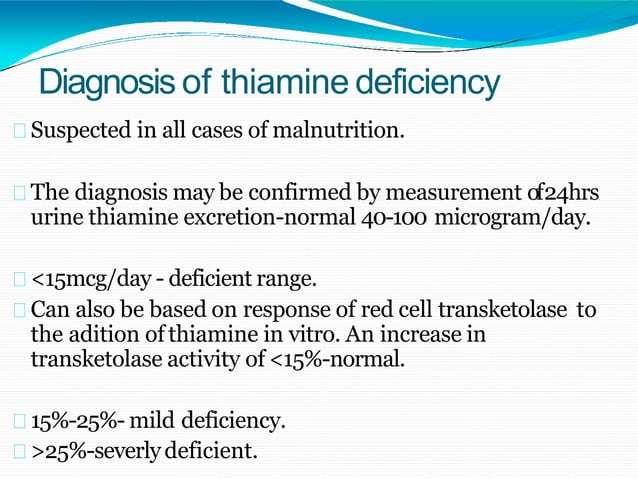 Diagnosis of thiamine deficiency
Suspected in all cases of malnutrition.
The diagnosis may be confirmed by measurement of 24hrs
urine thiamine excretion-normal 40-100 microgram/day.
<15mcg/day - deficient range.
Can also be based on response of red cell transketolase to
the adition of thiamine in vitro. An increase in
transketolase activity of <15%-normal.
15%-25%- mild deficiency.
>25%-severly deficient.